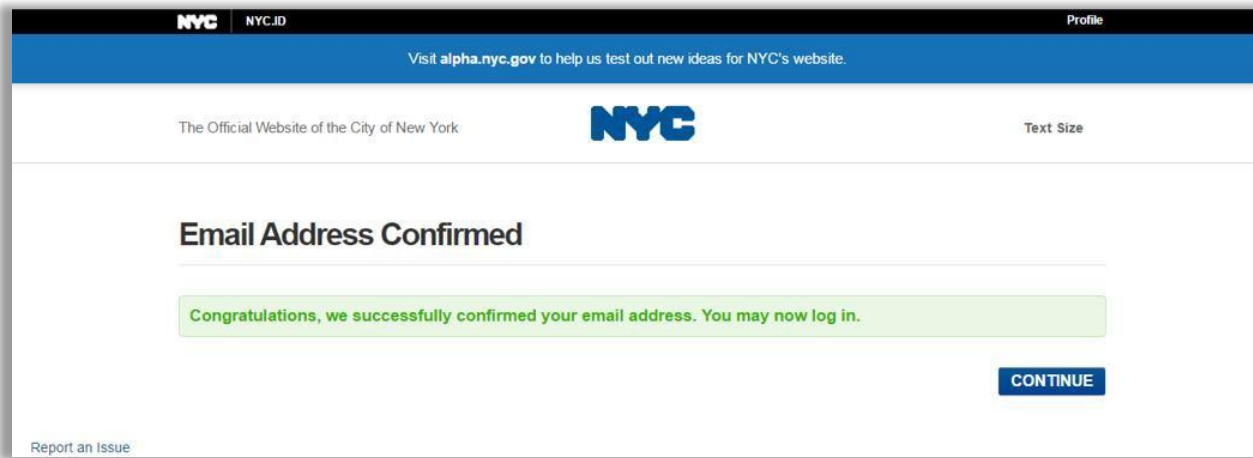 NYC NYC.ID Profile
Visit alpha.nyc.gov to help us test out new ideas for NYC's website.
The Official Website of the City of New York NYC Text Size
Email Address Confirmed
Congratulations, we successfully confirmed your email address. You may now log in.
CONTINUE
Report an Issue